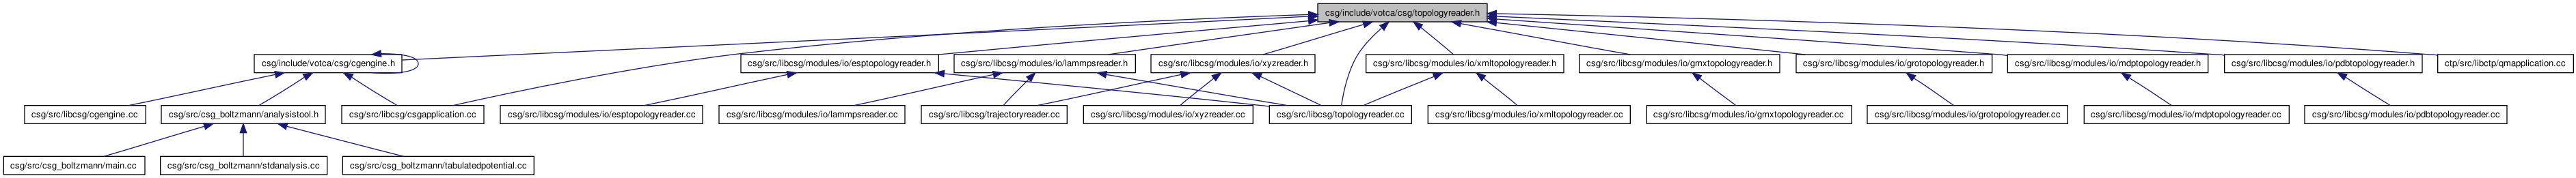 csg/include/votca/csg/topologyreader.h
csg/include/votca/csg/cgengine.h
csg/src/libcsg/modules/io/esptopologyreader.h
csg/src/libcsg/modules/io/lammpsreader.h
csg/src/libcsg/modules/io/xyzreader.h
csg/src/libcsg/modules/io/xmltopologyreader.h
csg/src/libcsg/modules/io/gmxtopologyreader.h
csg/src/libcsg/modules/io/grotopologyreader.h
csg/src/libcsg/modules/io/mdptopologyreader.h
csg/src/libcsg/modules/io/pdbtopologyreader.h
ctp/src/libctp/qmapplication.cc
csg/src/libcsg/cgengine.cc
csg/src/csg_boltzmann/analysistool.h
csg/src/libcsg/csgapplication.cc
csg/src/libcsg/modules/io/esptopologyreader.cc
csg/src/libcsg/modules/io/lammpsreader.cc
csg/src/libcsg/trajectoryreader.cc
csg/src/libcsg/modules/io/xyzreader.cc
csg/src/libcsg/topologyreader.cc
csg/src/libcsg/modules/io/xmltopologyreader.cc
csg/src/libcsg/modules/io/gmxtopologyreader.cc
csg/src/libcsg/modules/io/grotopologyreader.cc
csg/src/libcsg/modules/io/mdptopologyreader.cc
csg/src/libcsg/modules/io/pdbtopologyreader.cc
csg/src/csg_boltzmann/main.cc
csg/src/csg_boltzmann/stdanalysis.cc
csg/src/csg_boltzmann/tabulatedpotential.cc